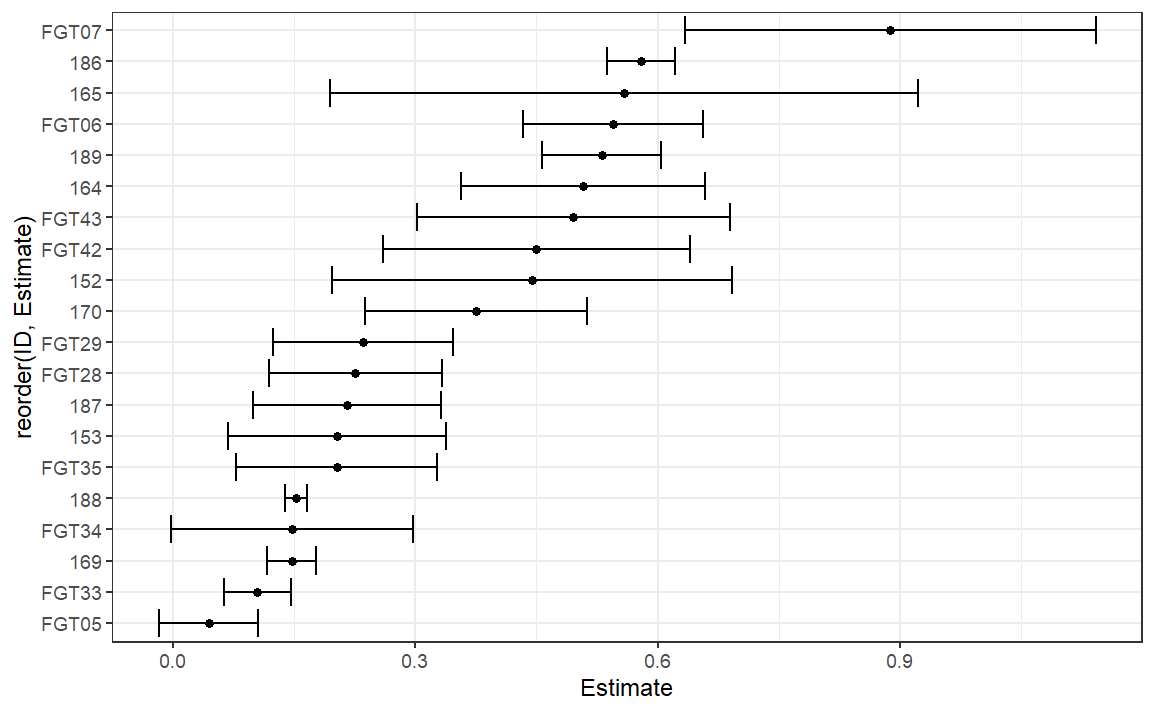 FGT07
186
165
FGT06
189
164
FGT43
FGT42
152
170
FGT29
FGT28
187
153
FGT35
188
FGT34
169
FGT33
FGT05
reorder(ID, Estimate)
0.0 0.3 0.6 0.9
Estimate